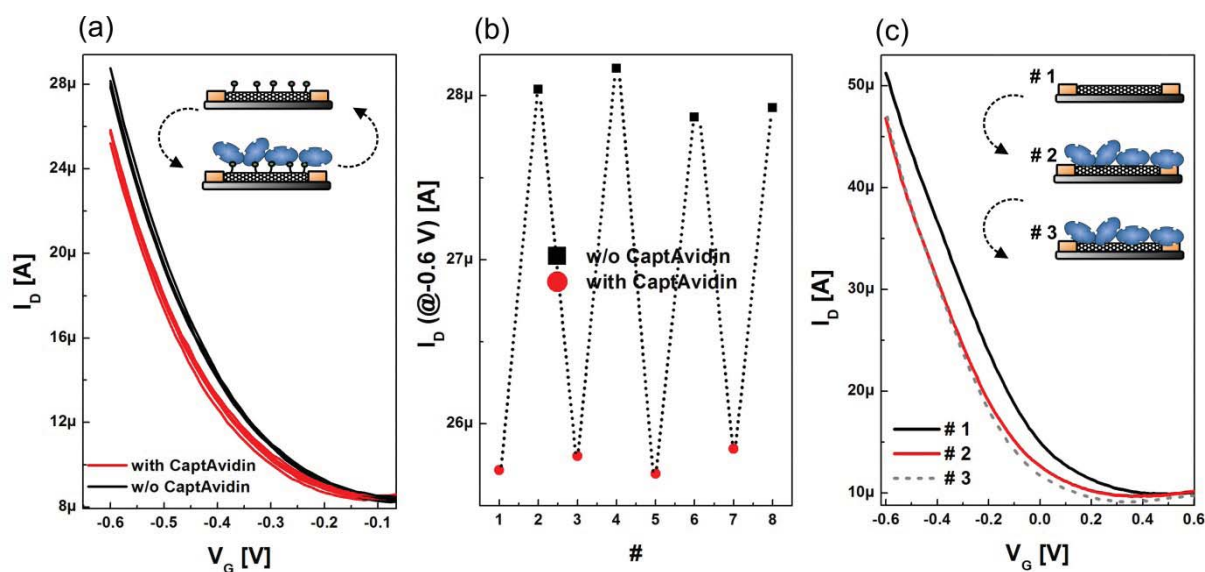 (a)
28µ
24µ
20µ
16µ
12µ
8µ
I_D [A]
with CaptAvidin
w/o CaptAvidin
-0.6
-0.5
-0.4
-0.3
-0.2
-0.1
V_G [V]
(b)
28µ
27µ
26µ
I_D (@-0.6 V) [A]
w/o CaptAvidin
with CaptAvidin
1
2
3
4
5
6
7
8
#
(c)
50µ
40µ
30µ
20µ
10µ
I_D [A]
# 1
# 2
# 3
# 1
# 2
# 3
-0.6
-0.4
-0.2
0.0
0.2
0.4
0.6
V_G [V]